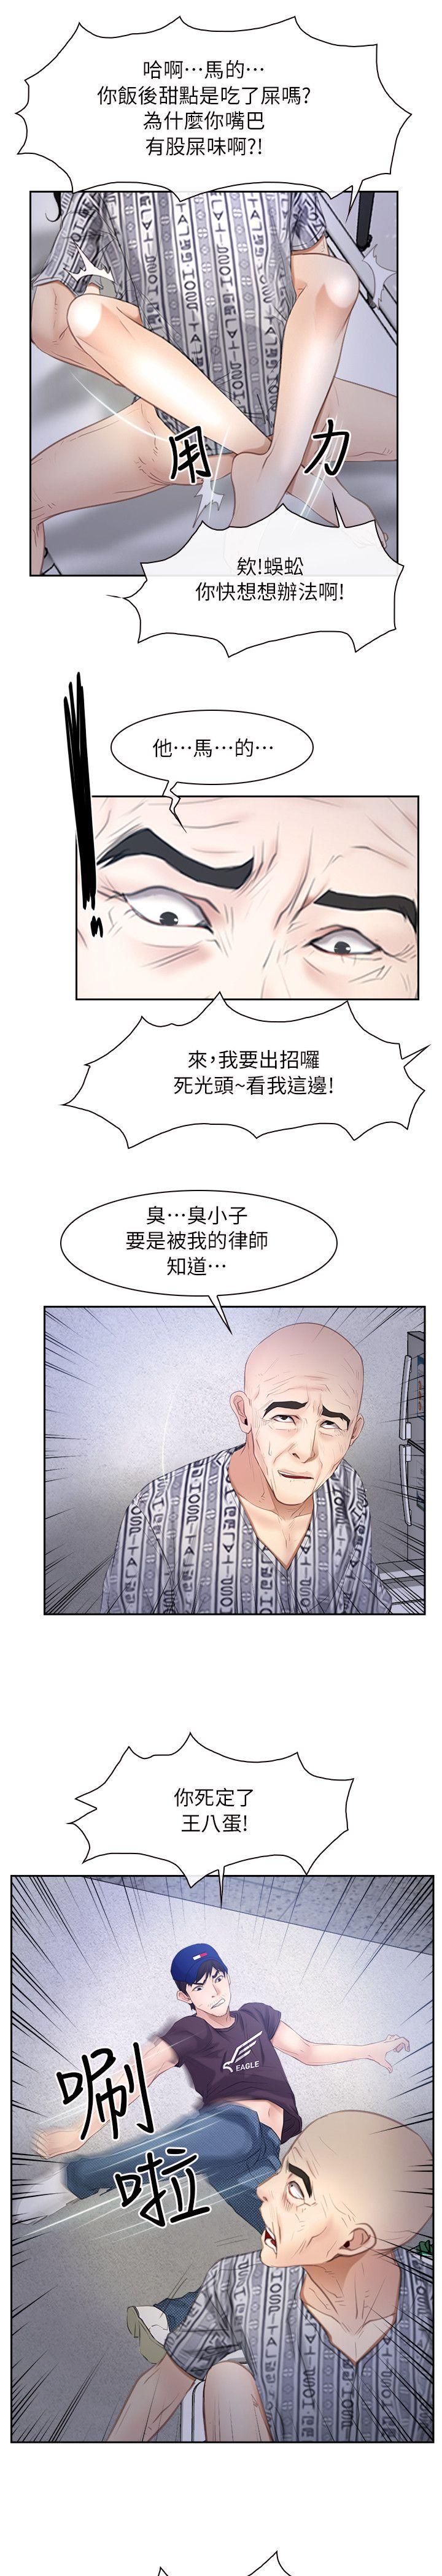 哈啊⋯馬的⋯
你飯後甜點是吃了屎嗎?
為什麼你嘴巴
有股屎味啊?!
用力
欸!蜈蚣
你快想想辦法啊!
他⋯馬⋯的⋯
來，我要出招囉
死光頭~看我這邊!
臭⋯臭小子
要是被我的律師
知道⋯
你死定了
王八蛋!
唰
啦
EAGLE